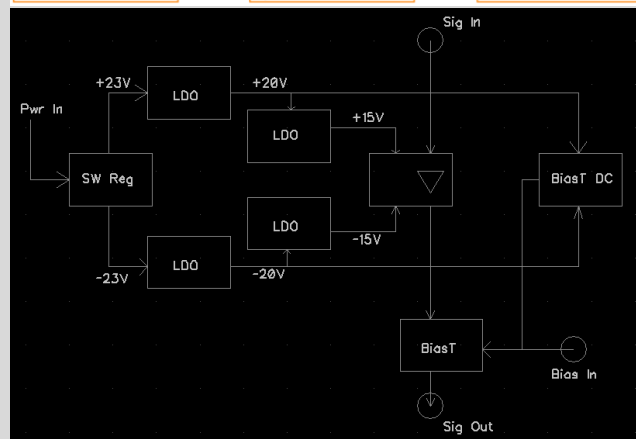 Sig In
+23V
+20V
LDO
Pwr In
+15V
LDO
SW Reg
BiasT DC
LDO
-15V
LDO
-23V
-20V
BiasT
Bias In
Sig Out